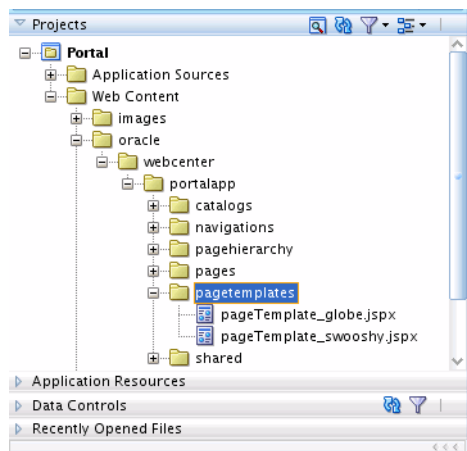 Projects
Portal
Application Sources
Web Content
images
oracle
webcenter
portalapp
catalogs
navigations
pagehierarchy
pages
pagetemplates
pageTemplate_globe.jspx
pageTemplate_swooshy.jspx
shared
Application Resources
Data Controls
Recently Opened Files